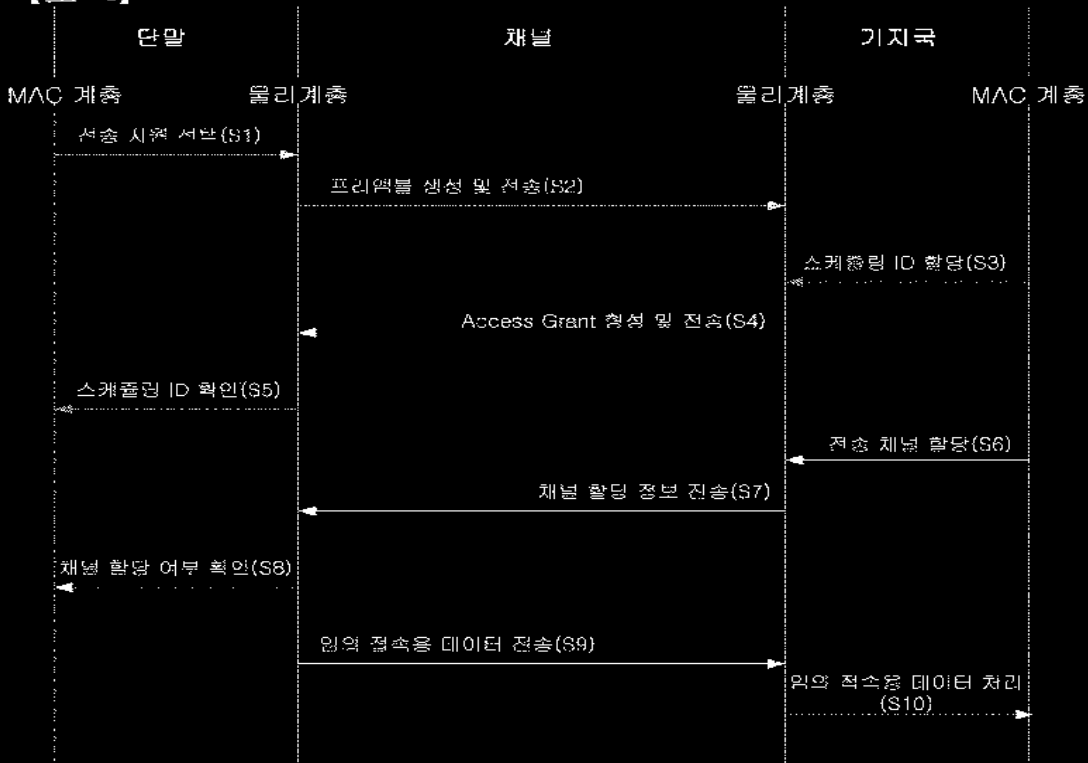 단말 채널 기지국
MAC 계층 물리계층 물리계층 MAC 계층
전송 지원 전달(S1)
프리앰블 생성 및 전송(S2)
스케쥴링 ID 할당(S3)
Access Grant 형성 및 전송(S4)
스케쥴링 ID 확인(S5)
전송 채널 할당(S6)
채널 할당 정보 전송(S7)
채널 할당 여부 확인(S8)
임의 접속용 데이터 전송(S9)
임의 접속용 데이터 처리
(S10)